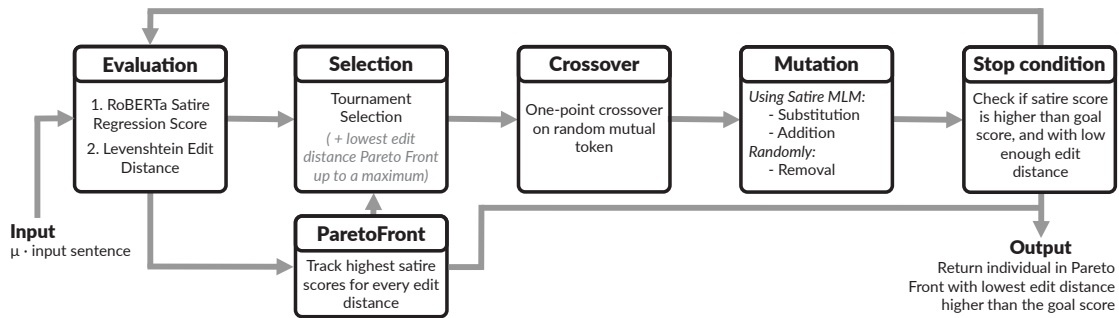 Evaluation
1. RoBERTa Satire
Regression Score
2. Levenshtein Edit
Distance
Selection
Tournament
Selection
( + lowest edit
distance Pareto Front
up to a maximum)
Crossover
One-point crossover
on random mutual
token
Mutation
Using Satire MLM:
- Substitution
- Addition
Randomly:
- Removal
Stop condition
Check if satire score
is higher than goal
score, and with low
enough edit
distance
Input
μ · input sentence
ParetoFront
Track highest satire
scores for every edit
distance
Output
Return individual in Pareto
Front with lowest edit distance
higher than the goal score